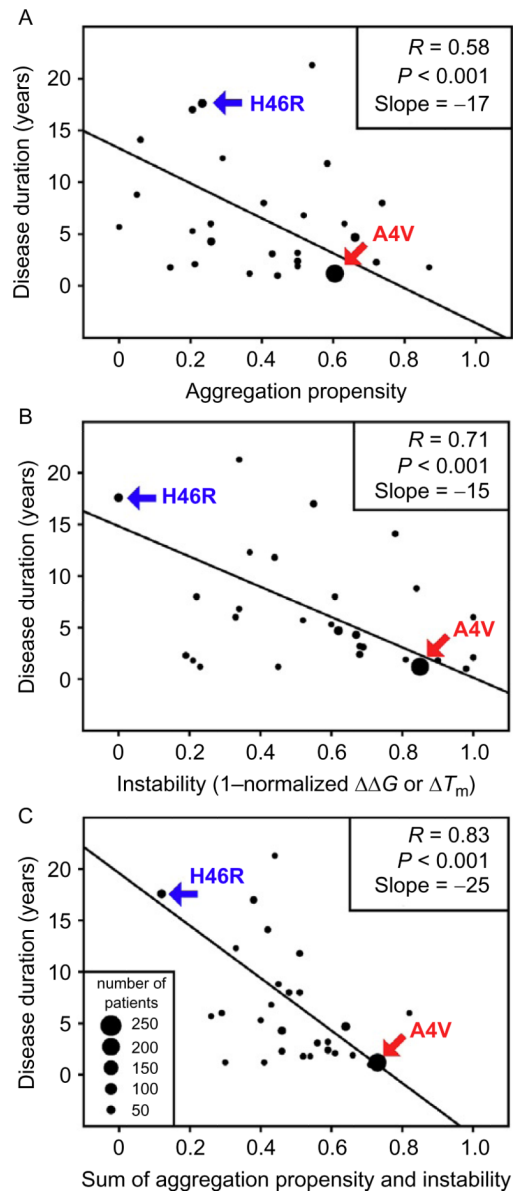 A
R = 0.58
P < 0.001
Slope = −17
Disease duration (years)
20
15
10
5
0
H46R
A4V
0 0.2 0.4 0.6 0.8 1.0
Aggregation propensity
B
R = 0.71
P < 0.001
Slope = −15
Disease duration (years)
20
15
10
5
0
H46R
A4V
0 0.2 0.4 0.6 0.8 1.0
Instability (1–normalized ΔΔG or ΔTm)
C
R = 0.83
P < 0.001
Slope = −25
Disease duration (years)
20
15
10
5
0
H46R
A4V
number of
patients
250
200
150
100
50
0 0.2 0.4 0.6 0.8 1.0
Sum of aggregation propensity and instability